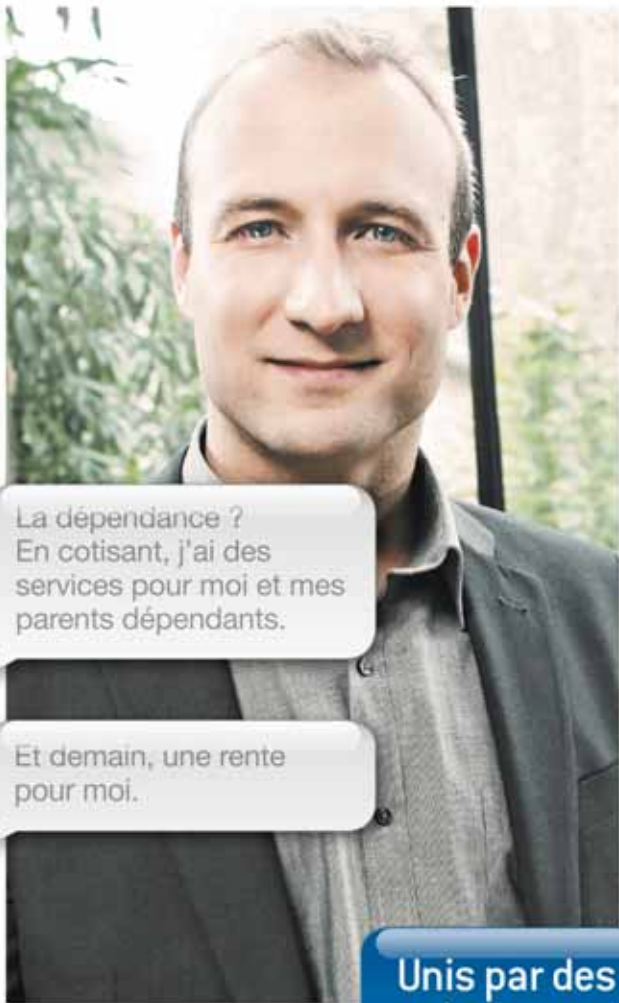 La dépendance ?
En cotisant, j'ai des
services pour moi et mes
parents dépendants.
Et demain, une rente
pour moi.
Unis par des